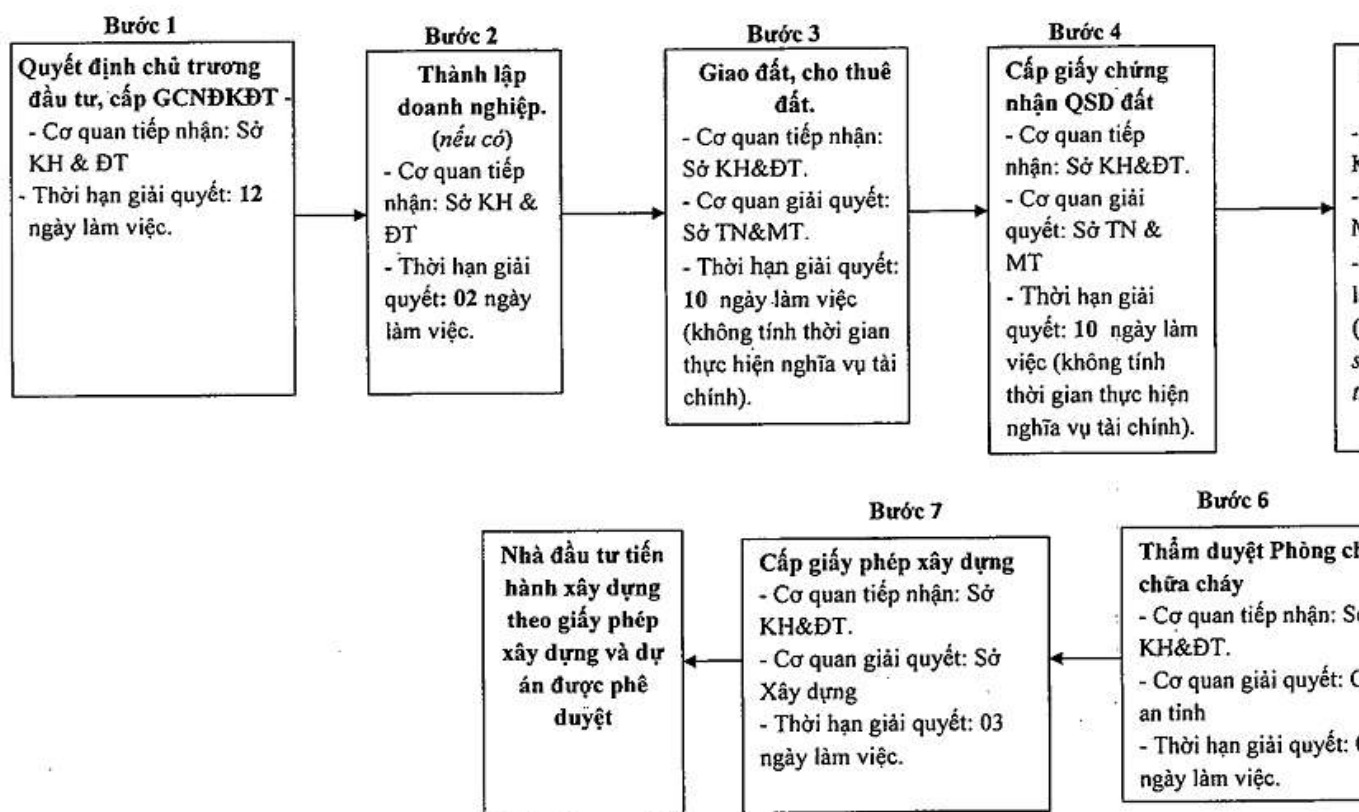 Bước 1
Quyết định chủ trương
đầu tư, cấp GCNĐKĐT -
- Cơ quan tiếp nhận: Sở
KH & ĐT
- Thời hạn giải quyết: 12
ngày làm việc.
Bước 2
Thành lập
doanh nghiệp.
(nếu có)
- Cơ quan tiếp
nhận: Sở KH &
ĐT
- Thời hạn giải
quyết: 02 ngày
làm việc.
Bước 3
Giao đất, cho thuê
đất.
- Cơ quan tiếp nhận:
Sở KH&ĐT.
- Cơ quan giải quyết:
Sở TN&MT.
- Thời hạn giải quyết:
10 ngày làm việc
(không tính thời gian
thực hiện nghĩa vụ tài
chính).
Bước 4
Cấp giấy chứng
nhận QSD đất
- Cơ quan tiếp
nhận: Sở KH&ĐT.
- Cơ quan giải
quyết: Sở TN &
MT
- Thời hạn giải
quyết: 10 ngày làm
việc (không tính
thời gian thực hiện
nghĩa vụ tài chính).
Bước 6
Thẩm duyệt Phòng
chữa cháy
- Cơ quan tiếp nhận:
KH&ĐT.
- Cơ quan giải quyết:
an tỉnh
- Thời hạn giải quyết:
ngày làm việc.
Bước 7
Cấp giấy phép xây dựng
- Cơ quan tiếp nhận: Sở
KH&ĐT.
- Cơ quan giải quyết: Sở
Xây dựng
- Thời hạn giải quyết: 03
ngày làm việc.
Nhà đầu tư tiến
hành xây dựng
theo giấy phép
xây dựng và dự
án được phê
duyệt